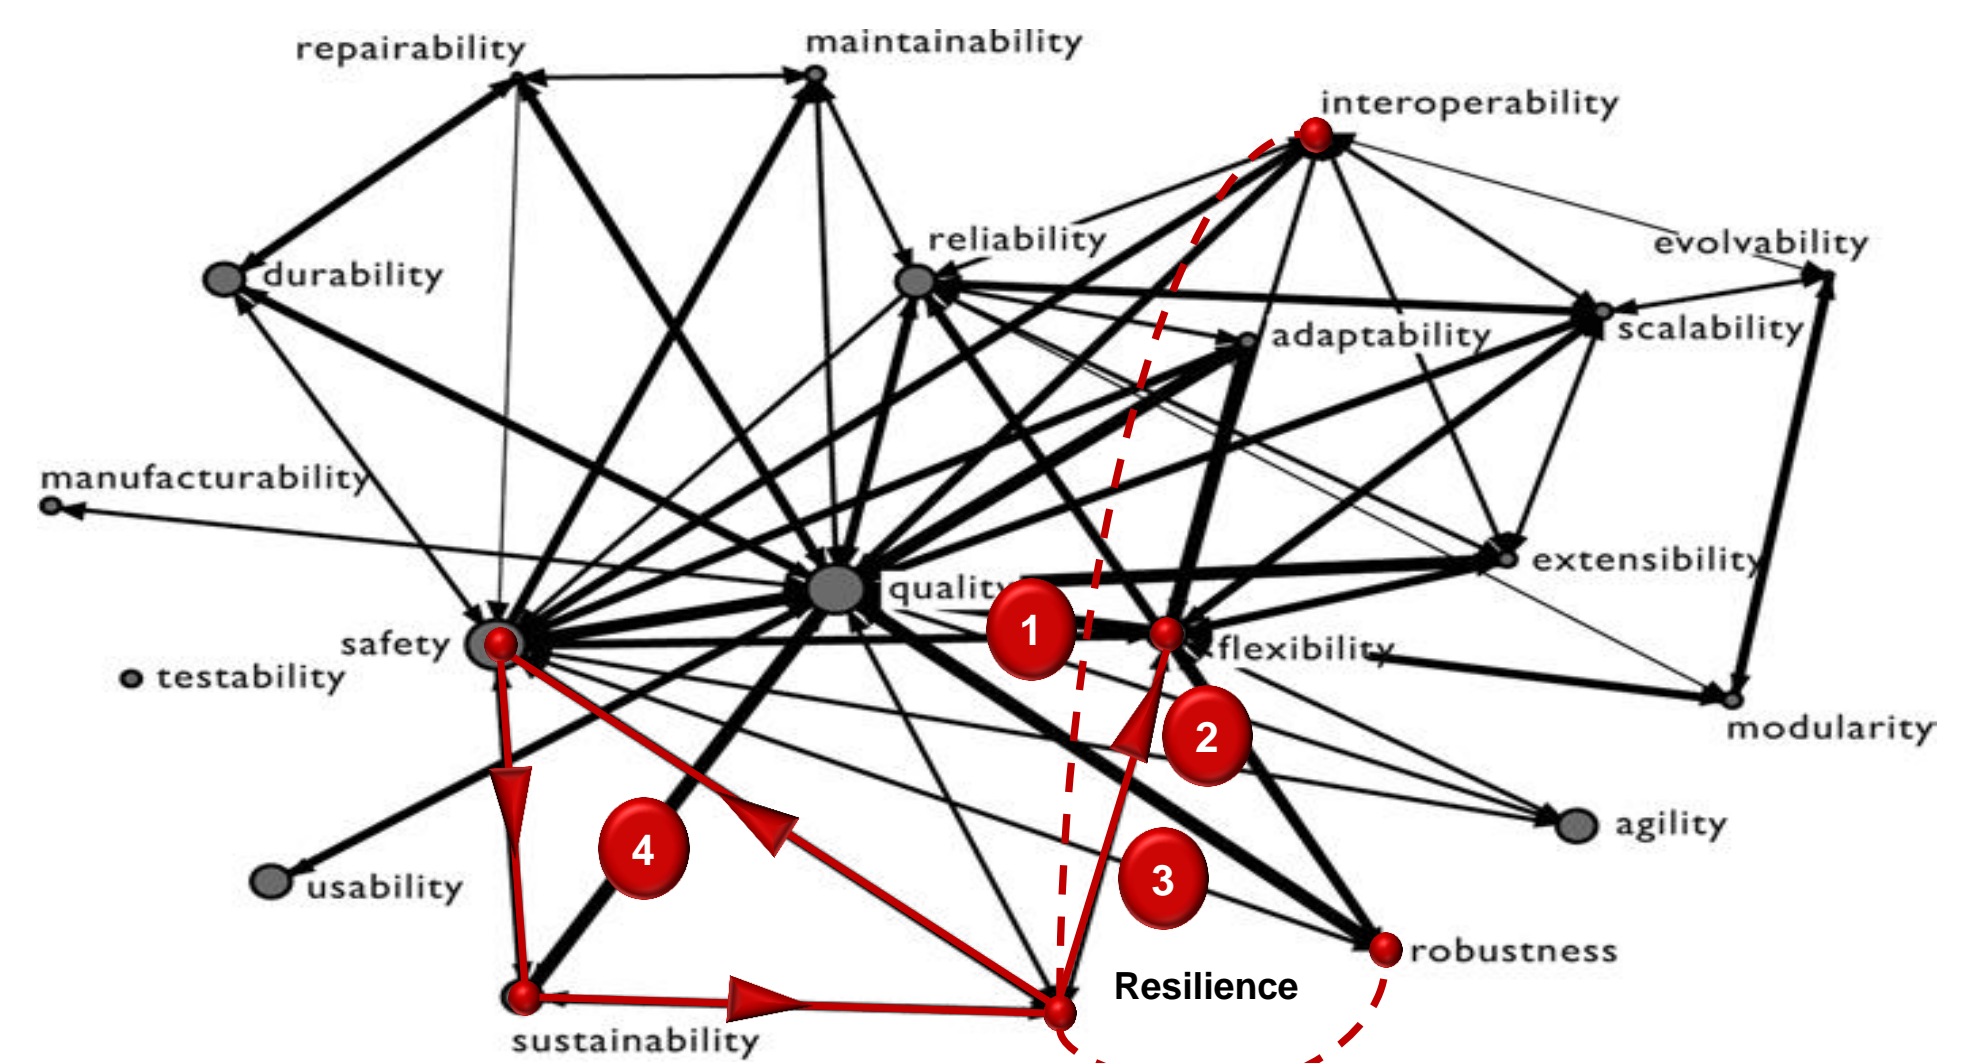 repairability
maintainability
interoperability
reliability
evolvability
durability
adaptability
scalability
manufacturability
extensibility
quality
1
safety
flexibility
testability
2
modularity
agility
4
3
usability
robustness
Resilience
sustainability